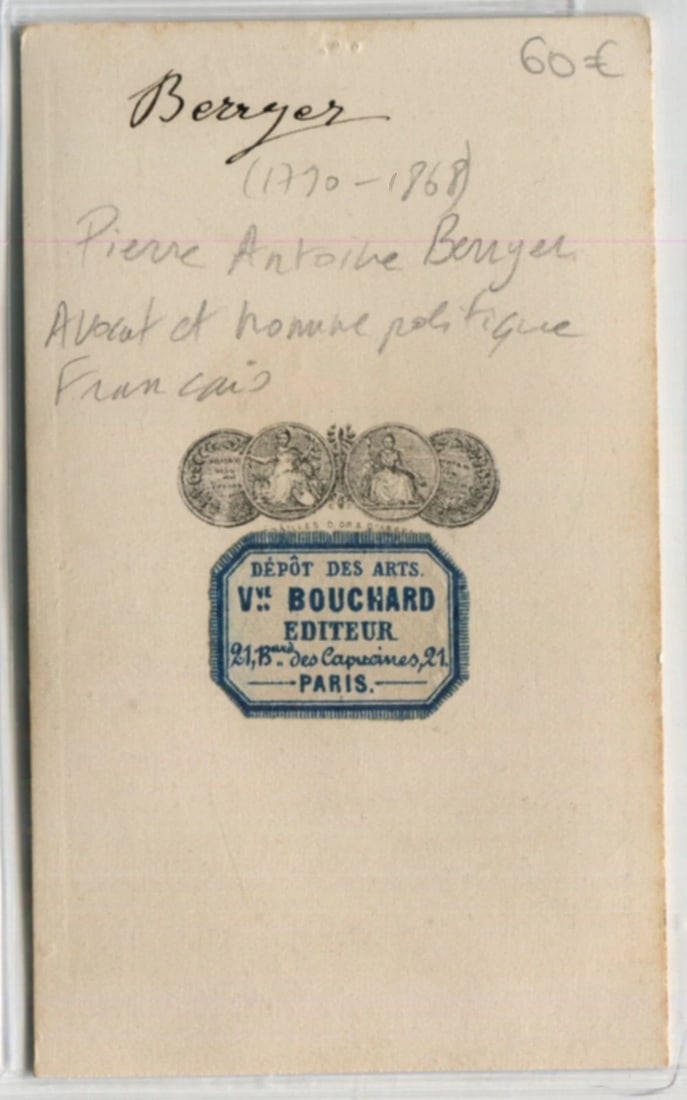 60€
Berryer
(1790-1868)
Pierre Antoine Berryer
Avocat et homme politique
Français
DÉPÔT DES ARTS.
Vve BOUCHARD
EDITEUR
21, Bard des Capucines, 21.
PARIS.